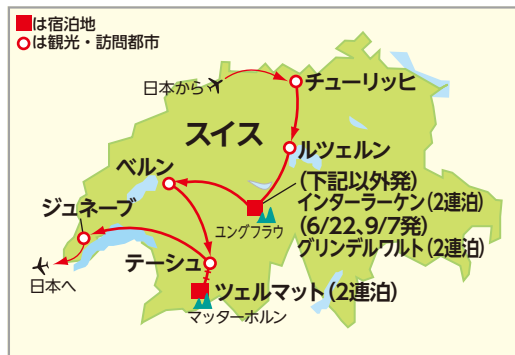 ■は宿泊地
○は観光・訪問都市
日本から
チューリッヒ
スイス
ルツェルン
ベルン
(下記以外発)
インターラーケン(2連泊)
(6/22、9/7発)
グリンデルワルト(2連泊)
ユングフラウ
ジュネーブ
日本へ
テーシュ
ツェルマット(2連泊)
マッターホルン